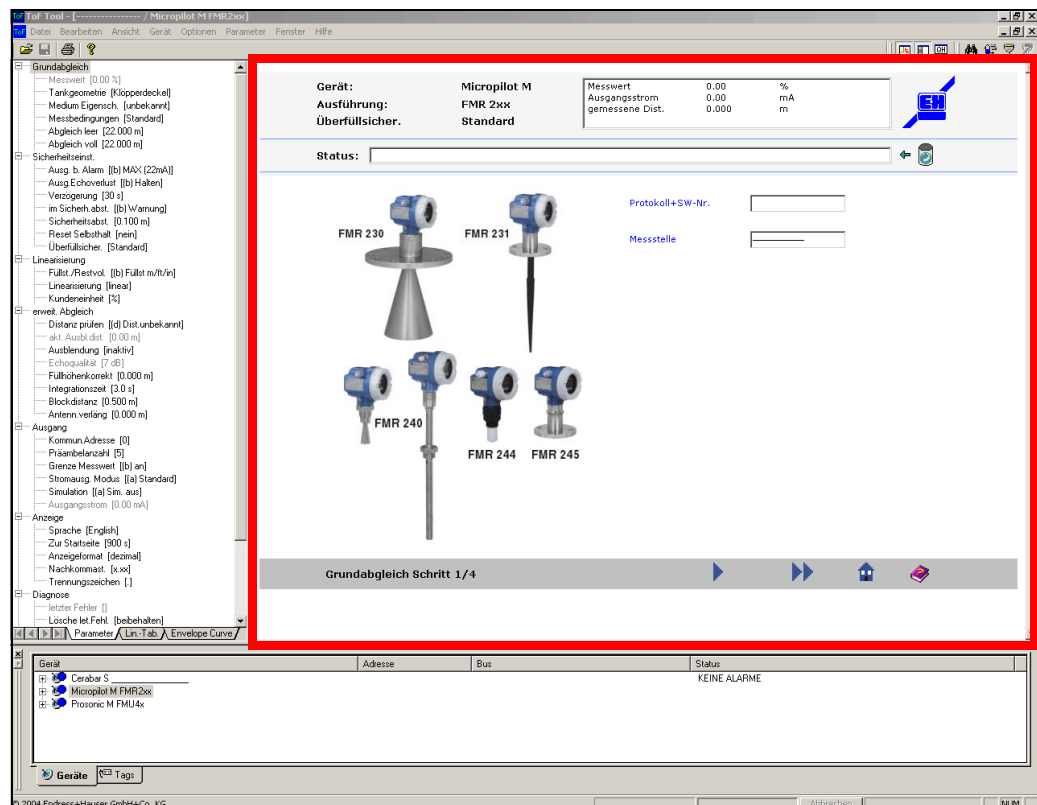 ToF Tool - [---------------- / Micropilot M FMR2xx]
Datei Bearbeiten Ansicht Gerät Optionen Parameter Fenster Hilfe
Grundabgleich
Messwert [0.00 %]
Tankgeometrie [Klöpperdeckel]
Medium Eigensch. [unbekannt]
Messbedingungen [Standard]
Abgleich leer [22.000 m]
Abgleich voll [22.000 m]
Sicherheitseinst.
Ausg. b. Alarm [(b) MAX (22mA)]
Ausg.Echoverlust [(b) Halten]
Verzögerung [30 s]
im Sicherh.abst. [(b) Warnung]
Sicherheitsabst. [0.100 m]
Reset Selbsthalt [nein]
Überfüllsicher. [Standard]
Linearisierung
Füllst./Restvol. [(b) Füllst m/ft/in]
Linearisierung [linear]
Kundeneinheit [%]
erweit. Abgleich
Distanz prüfen [(d) Dist.unbekannt]
akt. Ausbl.dist. [0.00 m]
Ausblendung [inaktiv]
Echoqualität [7 dB]
Füllhöhenkorrekt [0.000 m]
Integrationszeit [3.0 s]
Blockdistanz [0.500 m]
Antenn.verläng [0.000 m]
Ausgang
Kommun.Adresse [0]
Präambelanzahl [5]
Grenze Messwert [(b) an]
Stromausg. Modus [(a) Standard]
Simulation [(a) Sim. aus]
Ausgangsstrom [0.00 mA]
Anzeige
Sprache [English]
Zur Startseite [900 s]
Anzeigeformat [dezimal]
Nachkommast. [x.xx]
Trennungszeichen [.]
Diagnose
letzter Fehler []
Lösche let.Fehl. [beibehalten]
Parameter Lin.-Tab. Envelope Curve
Gerät: Micropilot M
Ausführung: FMR 2xx
Überfüllsicher. Standard
Messwert 0.00 %
Ausgangsstrom 0.00 mA
gemessene Dist. 0.000 m
EH
Status:
FMR 230
FMR 231
FMR 240
FMR 244
FMR 245
Protokoll+SW-Nr.
Messstelle ----------------
Grundabgleich Schritt 1/4
Gerät Adresse Bus Status
Cerabar S ________________ KEINE ALARME
Micropilot M FMR2xx
Prosonic M FMU4x
Geräte Tags
© 2004 Endress+Hauser GmbH+Co. KG Abbrechen NUM